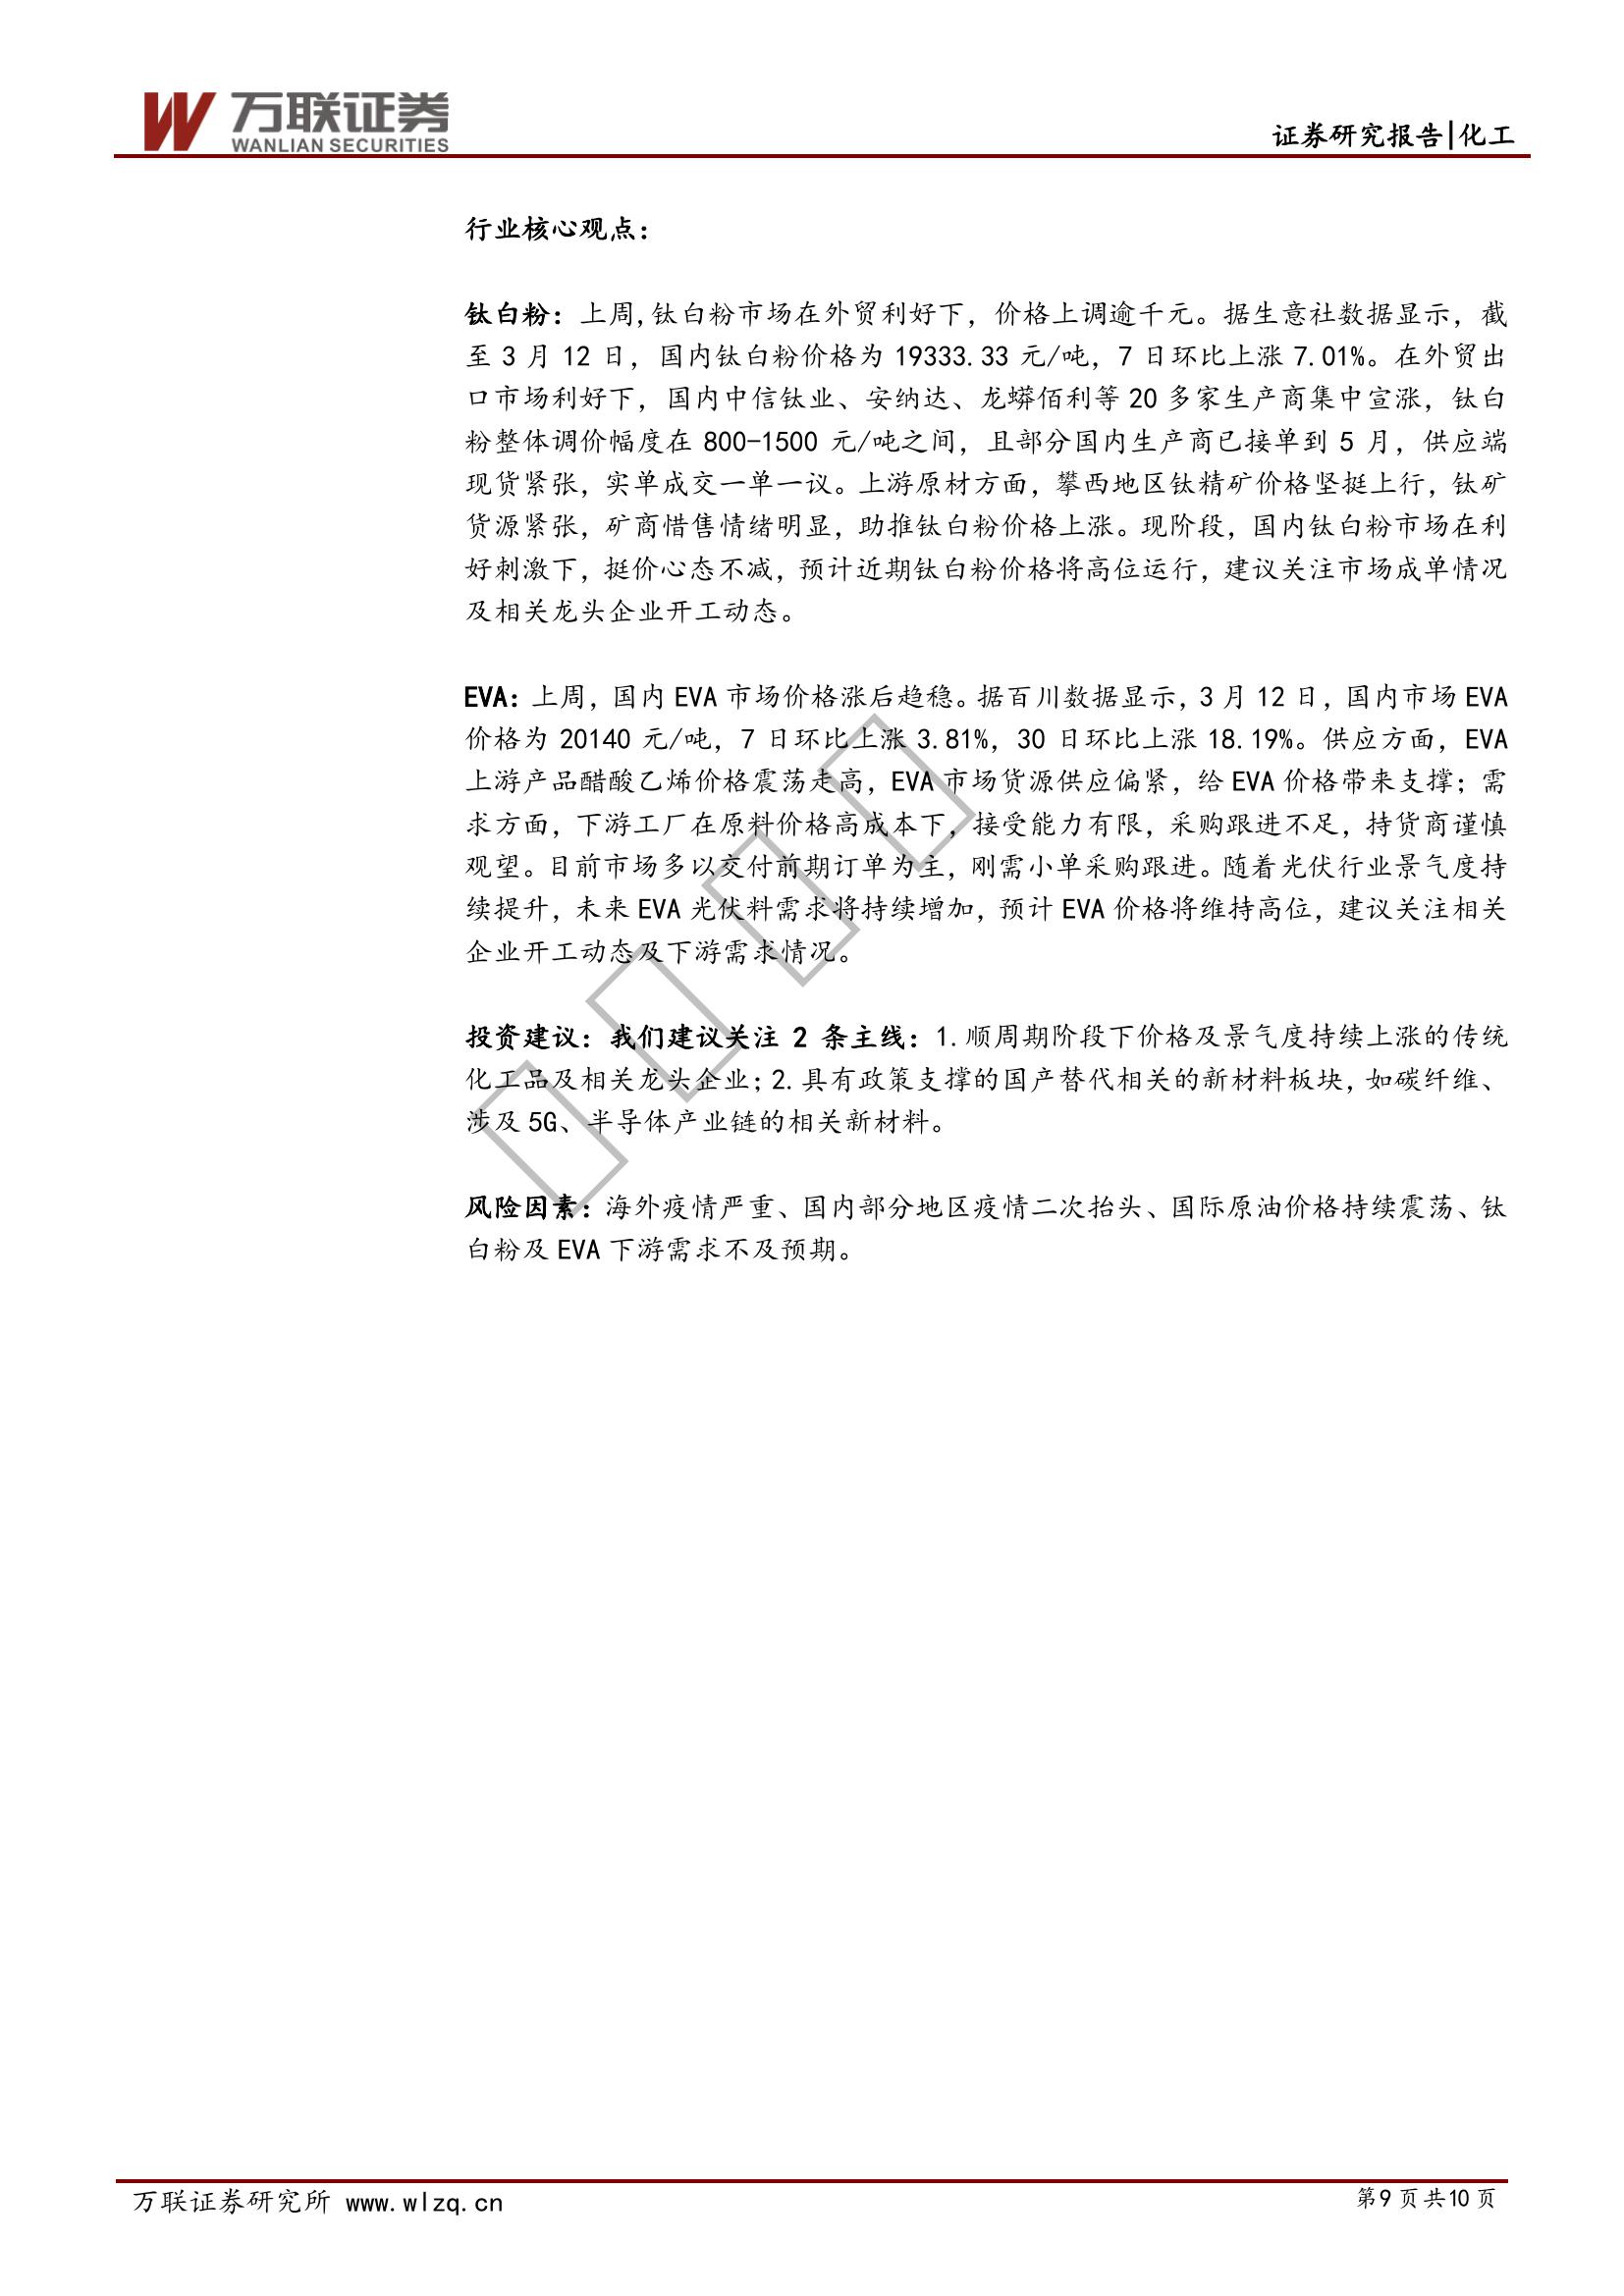 万联证券
WANLIAN SECURITIES
证券研究报告|化工
行业核心观点：
钛白粉：上周,钛白粉市场在外贸利好下，价格上调逾千元。据生意社数据显示，截
至 3 月 12 日，国内钛白粉价格为 19333.33 元/吨，7 日环比上涨 7.01%。在外贸出
口市场利好下，国内中信钛业、安纳达、龙蟒佰利等 20 多家生产商集中宣涨，钛白
粉整体调价幅度在 800-1500 元/吨之间，且部分国内生产商已接单到 5 月，供应端
现货紧张，实单成交一单一议。上游原材方面，攀西地区钛精矿价格坚挺上行，钛矿
货源紧张，矿商惜售情绪明显，助推钛白粉价格上涨。现阶段，国内钛白粉市场在利
好刺激下，挺价心态不减，预计近期钛白粉价格将高位运行，建议关注市场成单情况
及相关龙头企业开工动态。
EVA：上周，国内 EVA 市场价格涨后趋稳。据百川数据显示，3 月 12 日，国内市场 EVA
价格为 20140 元/吨，7 日环比上涨 3.81%，30 日环比上涨 18.19%。供应方面，EVA
上游产品醋酸乙烯价格震荡走高，EVA 市场货源供应偏紧，给 EVA 价格带来支撑；需
求方面，下游工厂在原料价格高成本下，接受能力有限，采购跟进不足，持货商谨慎
观望。目前市场多以交付前期订单为主，刚需小单采购跟进。随着光伏行业景气度持
续提升，未来 EVA 光伏料需求将持续增加，预计 EVA 价格将维持高位，建议关注相关
企业开工动态及下游需求情况。
投资建议：我们建议关注 2 条主线：1.顺周期阶段下价格及景气度持续上涨的传统
化工品及相关龙头企业；2.具有政策支撑的国产替代相关的新材料板块，如碳纤维、
涉及 5G、半导体产业链的相关新材料。
风险因素：海外疫情严重、国内部分地区疫情二次抬头、国际原油价格持续震荡、钛
白粉及 EVA 下游需求不及预期。
万联证券研究所 www.wlzq.cn
第 9 页 共 10 页